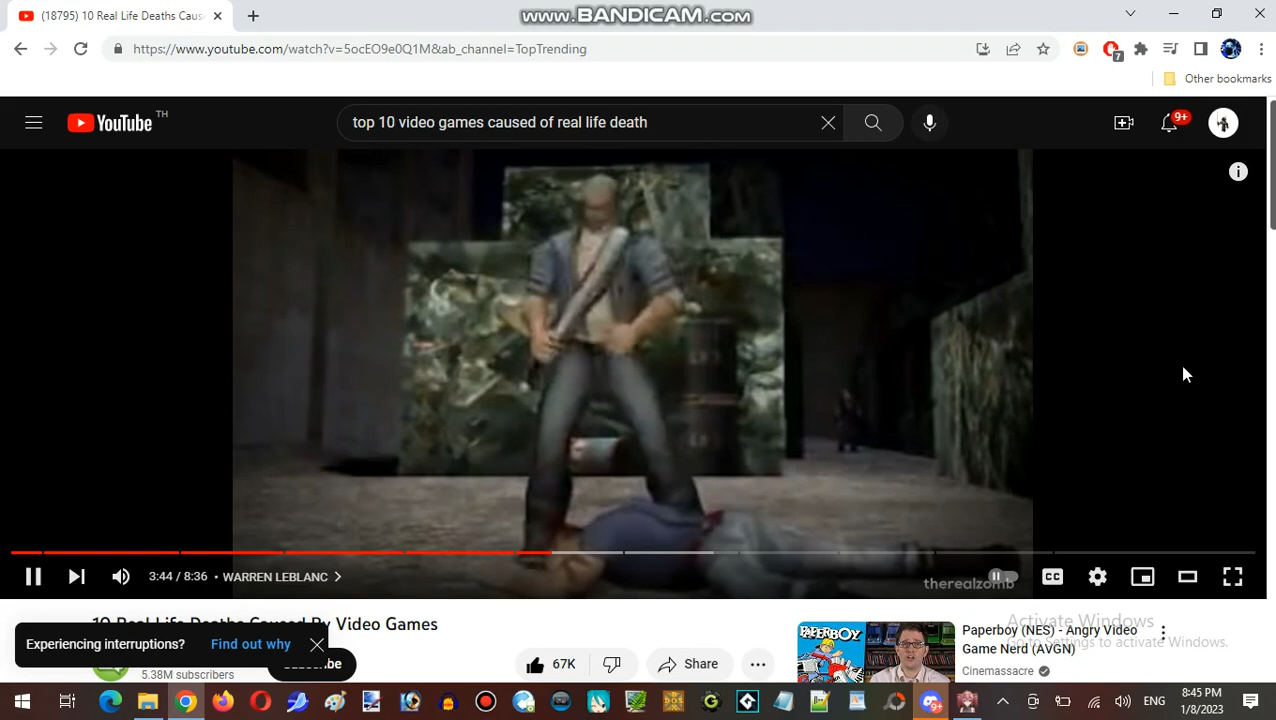 www.BANDICAM.com
(18795) 10 Real Life Deaths Caus
https://www.youtube.com/watch?v=5ocEO9e0Q1M&ab_channel=TopTrending
7
Other bookmarks
YouTube TH
top 10 video games caused of real life death
9+
therealzomb
3:44 / 8:36 • WARREN LEBLANC
CC
10 Real Life Deaths Caused By Video Games
Experiencing interruptions? Find out why
5.38M subscribers
Subscribe
67K
Share
PAPERBOY
Paperboy (NES) - Angry Video
Game Nerd (AVGN)
Cinemassacre
Activate Windows
Go to Settings to activate Windows.
ENG
8:45 PM
1/8/2023